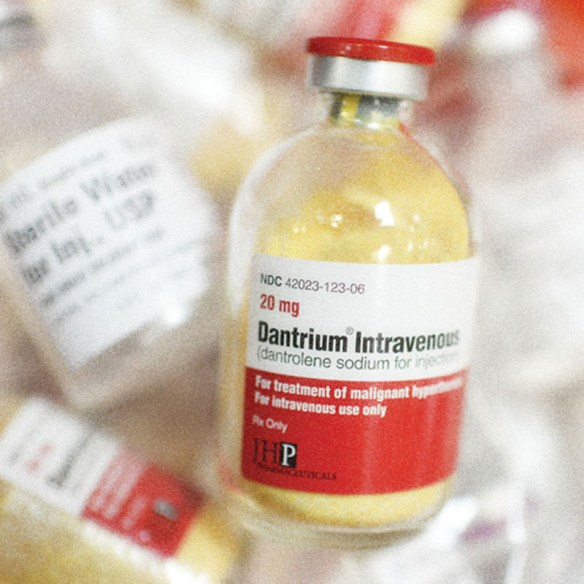 NDC 42023-123-06
20 mg
Dantrium® Intravenous
(dantrolene sodium for injection)
For treatment of malignant
For intravenous use only
Rx Only
JHP
PHARMACEUTICALS
Sterile Water
for Inj., USP